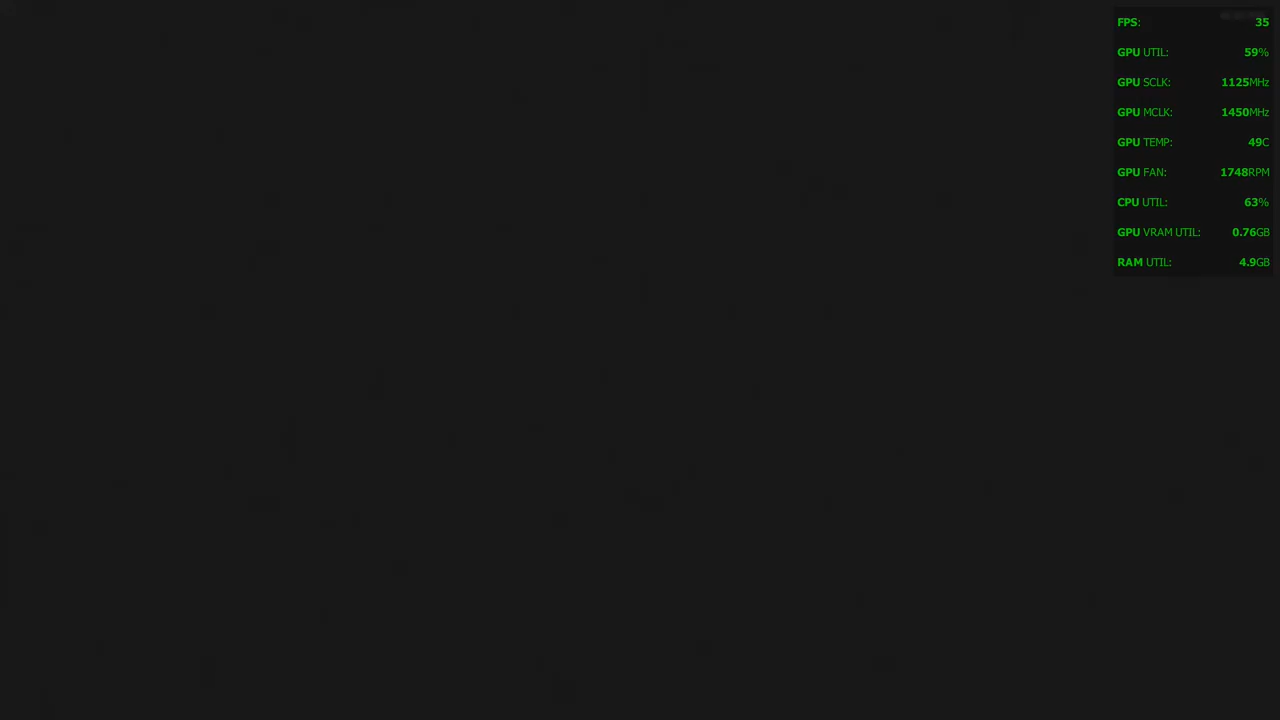 FPS: 35
GPU UTIL: 59%
GPU SCLK: 1125MHz
GPU MCLK: 1450MHz
GPU TEMP: 49C
GPU FAN: 1748RPM
CPU UTIL: 63%
GPU VRAM UTIL: 0.76GB
RAM UTIL: 4.9GB